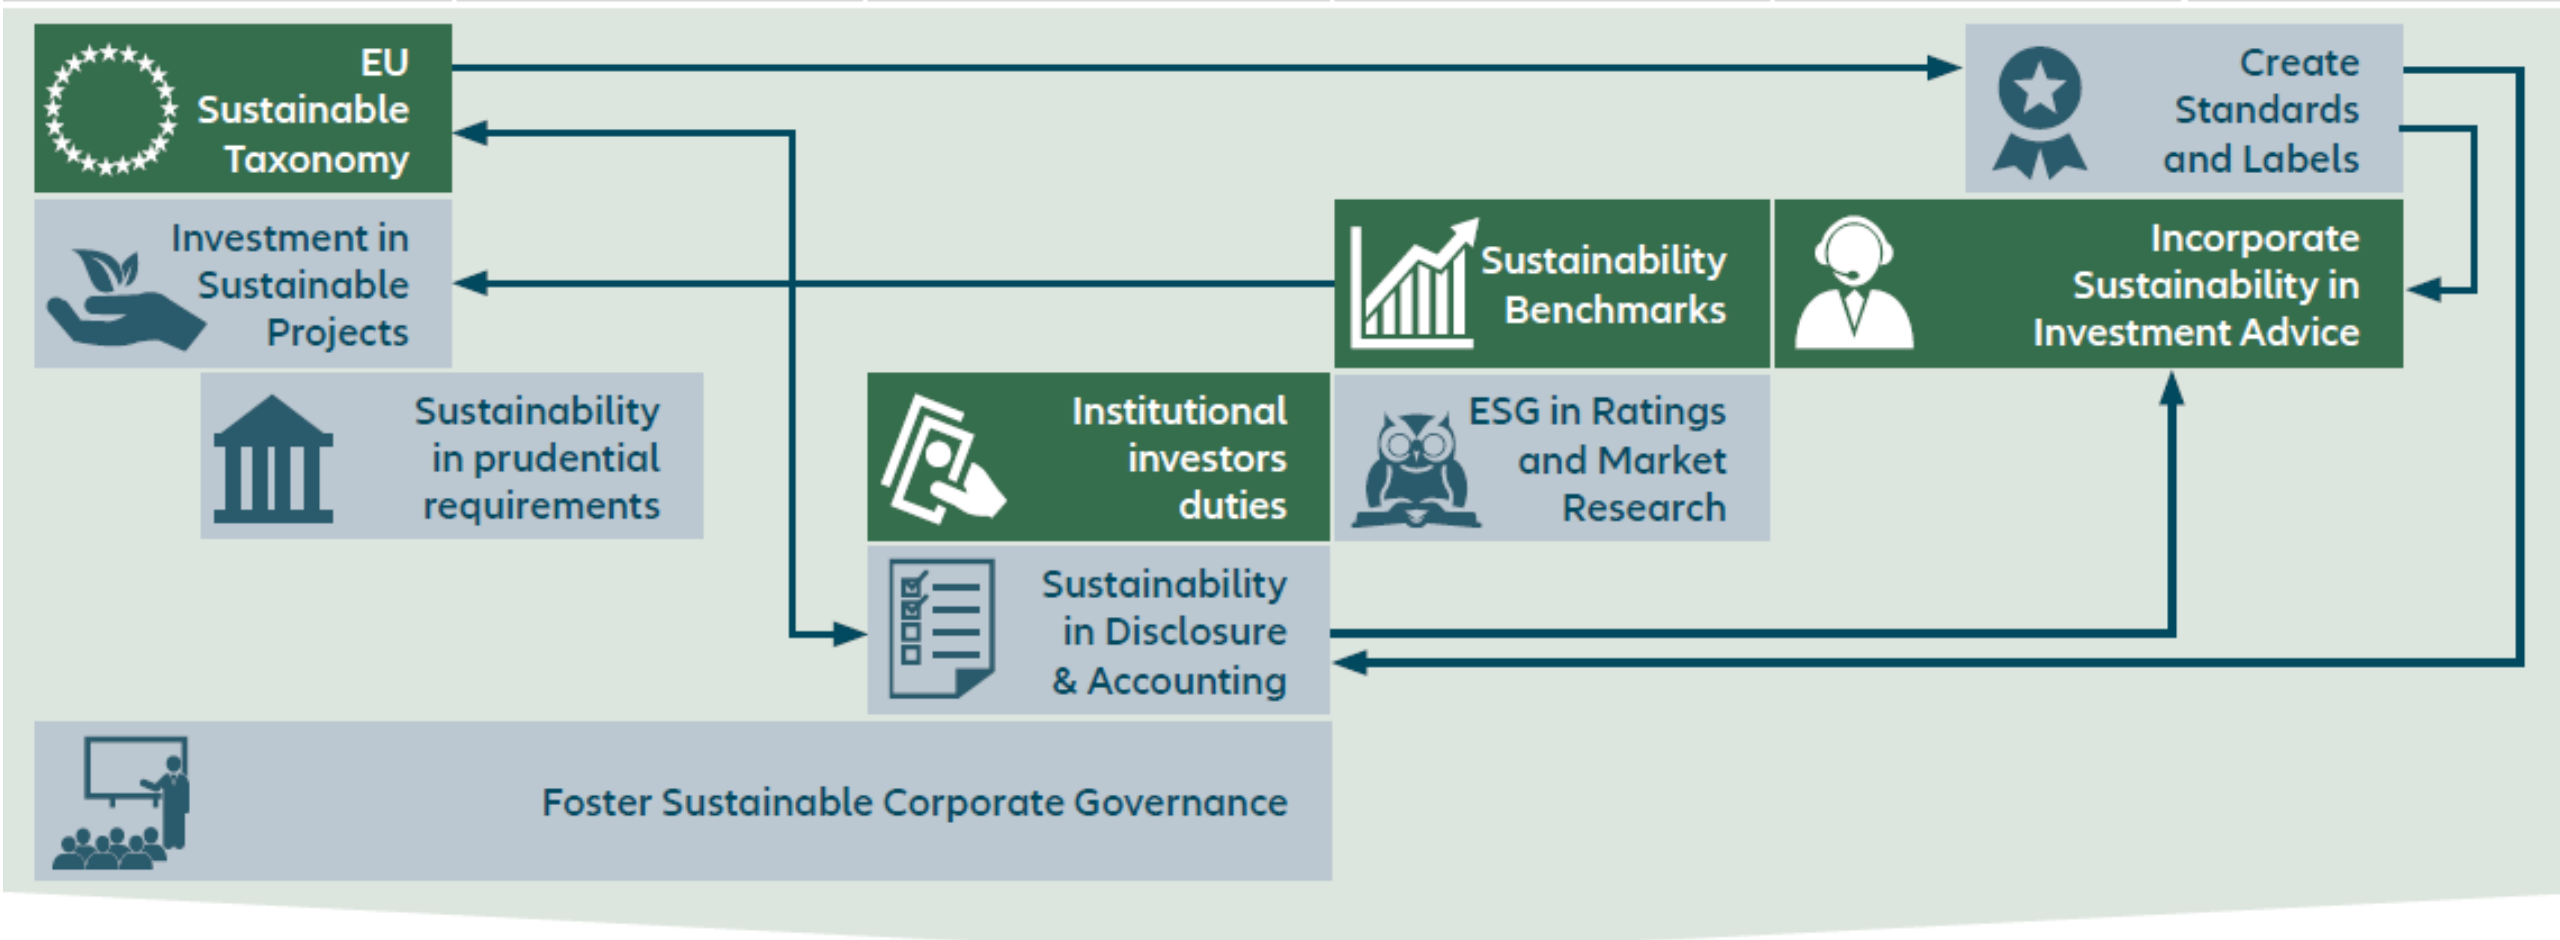 EU
Sustainable
Taxonomy
Create
Standards
and Labels
Investment in
Sustainable
Projects
Sustainability
Benchmarks
Incorporate
Sustainability in
Investment Advice
Sustainability
in prudential
requirements
Institutional
investors
duties
ESG in Ratings
and Market
Research
Sustainability
in Disclosure
& Accounting
Foster Sustainable Corporate Governance